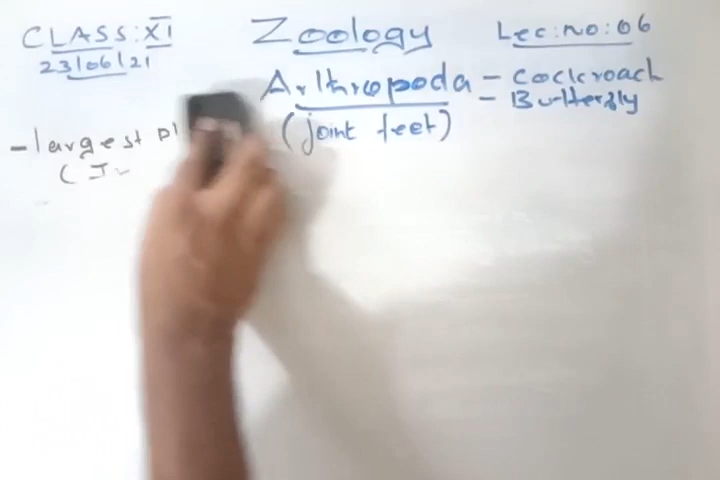 CLASS: XI
Zoology
Lec: no: 06
23/06/21
Arthropoda - Cockroach
- Butterfly
(joint feet)
- largest